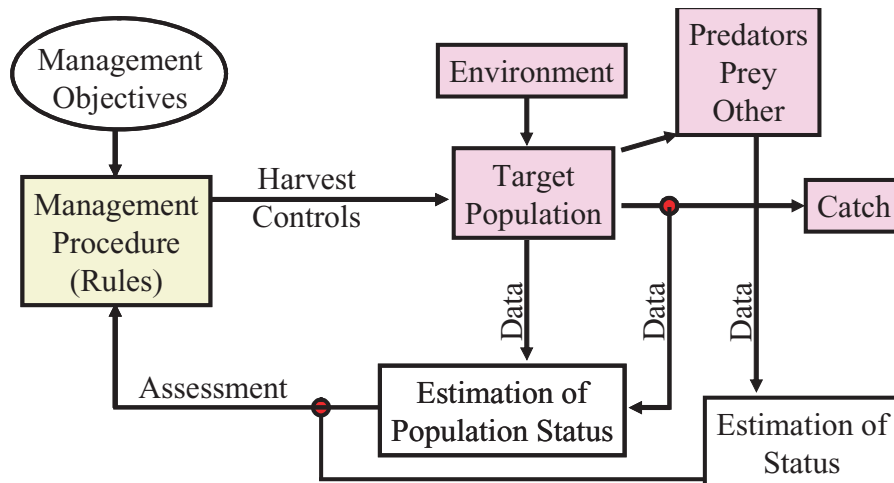 Management
Objectives
Environment
Predators
Prey
Other
Management
Procedure
(Rules)
Harvest
Controls
Target
Population
Catch
Data
Data
Data
Assessment
Estimation of
Population Status
Estimation of
Status